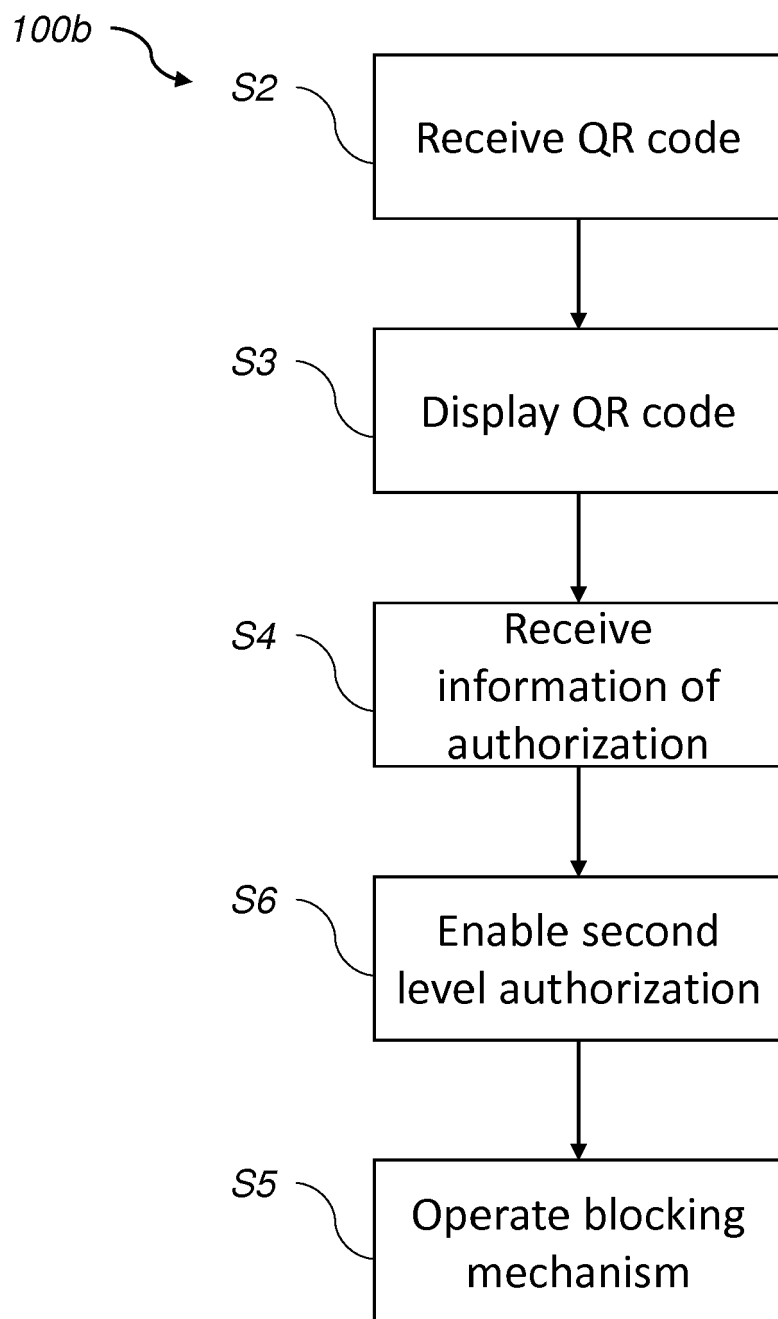 100b
S2
Receive QR code
S3
Display QR code
S4
Receive
information of
authorization
S6
Enable second
level authorization
S5
Operate blocking
mechanism